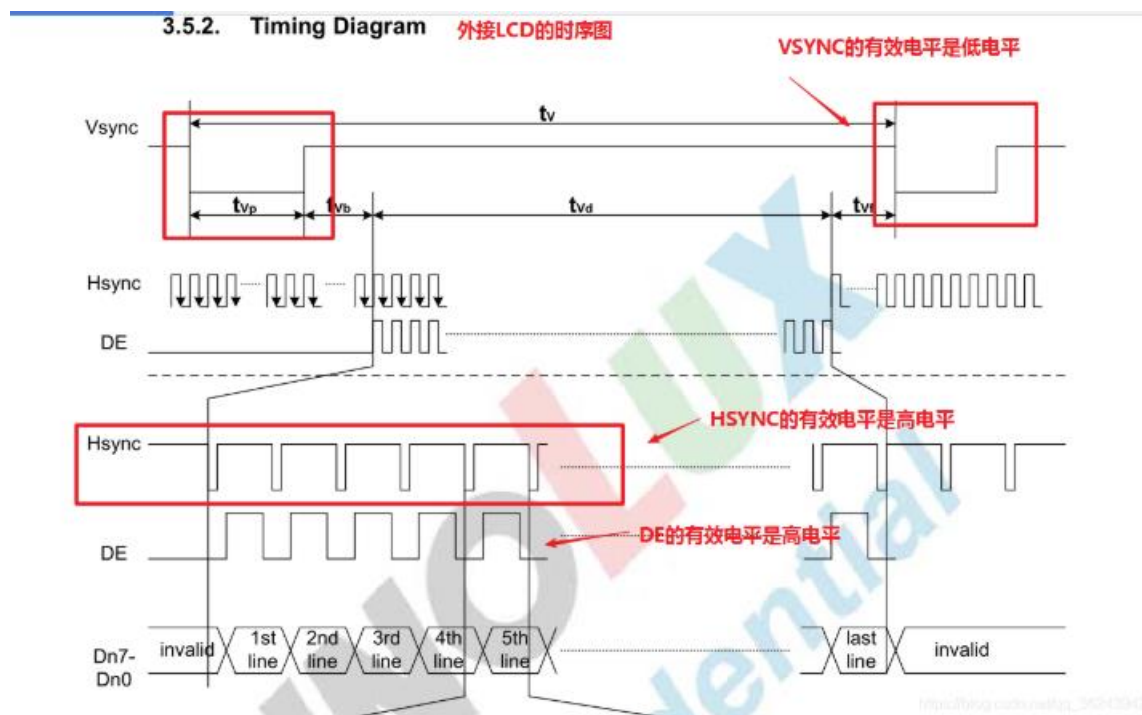 3.5.2. Timing Diagram 外接LCD的时序图
VSYNC的有效电平是低电平
Vsync
tv
tvp tvb tvd
Hsync
DE
HSYNC的有效电平是高电平
Hsync
DE的有效电平是高电平
DE
invalid 1st line 2nd line 3rd line 4th line 5th line last line invalid
Dn7-
Dn0